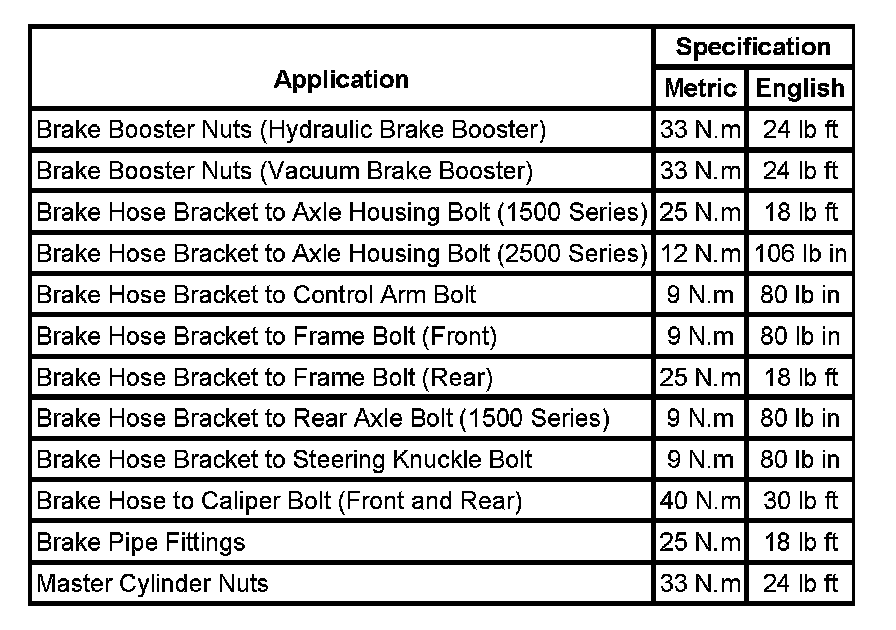 Application Specification
Metric English
Brake Booster Nuts (Hydraulic Brake Booster) 33 N.m 24 lb ft
Brake Booster Nuts (Vacuum Brake Booster) 33 N.m 24 lb ft
Brake Hose Bracket to Axle Housing Bolt (1500 Series) 25 N.m 18 lb ft
Brake Hose Bracket to Axle Housing Bolt (2500 Series) 12 N.m 106 lb in
Brake Hose Bracket to Control Arm Bolt 9 N.m 80 lb in
Brake Hose Bracket to Frame Bolt (Front) 9 N.m 80 lb in
Brake Hose Bracket to Frame Bolt (Rear) 25 N.m 18 lb ft
Brake Hose Bracket to Rear Axle Bolt (1500 Series) 9 N.m 80 lb in
Brake Hose Bracket to Steering Knuckle Bolt 9 N.m 80 lb in
Brake Hose to Caliper Bolt (Front and Rear) 40 N.m 30 lb ft
Brake Pipe Fittings 25 N.m 18 lb ft
Master Cylinder Nuts 33 N.m 24 lb ft